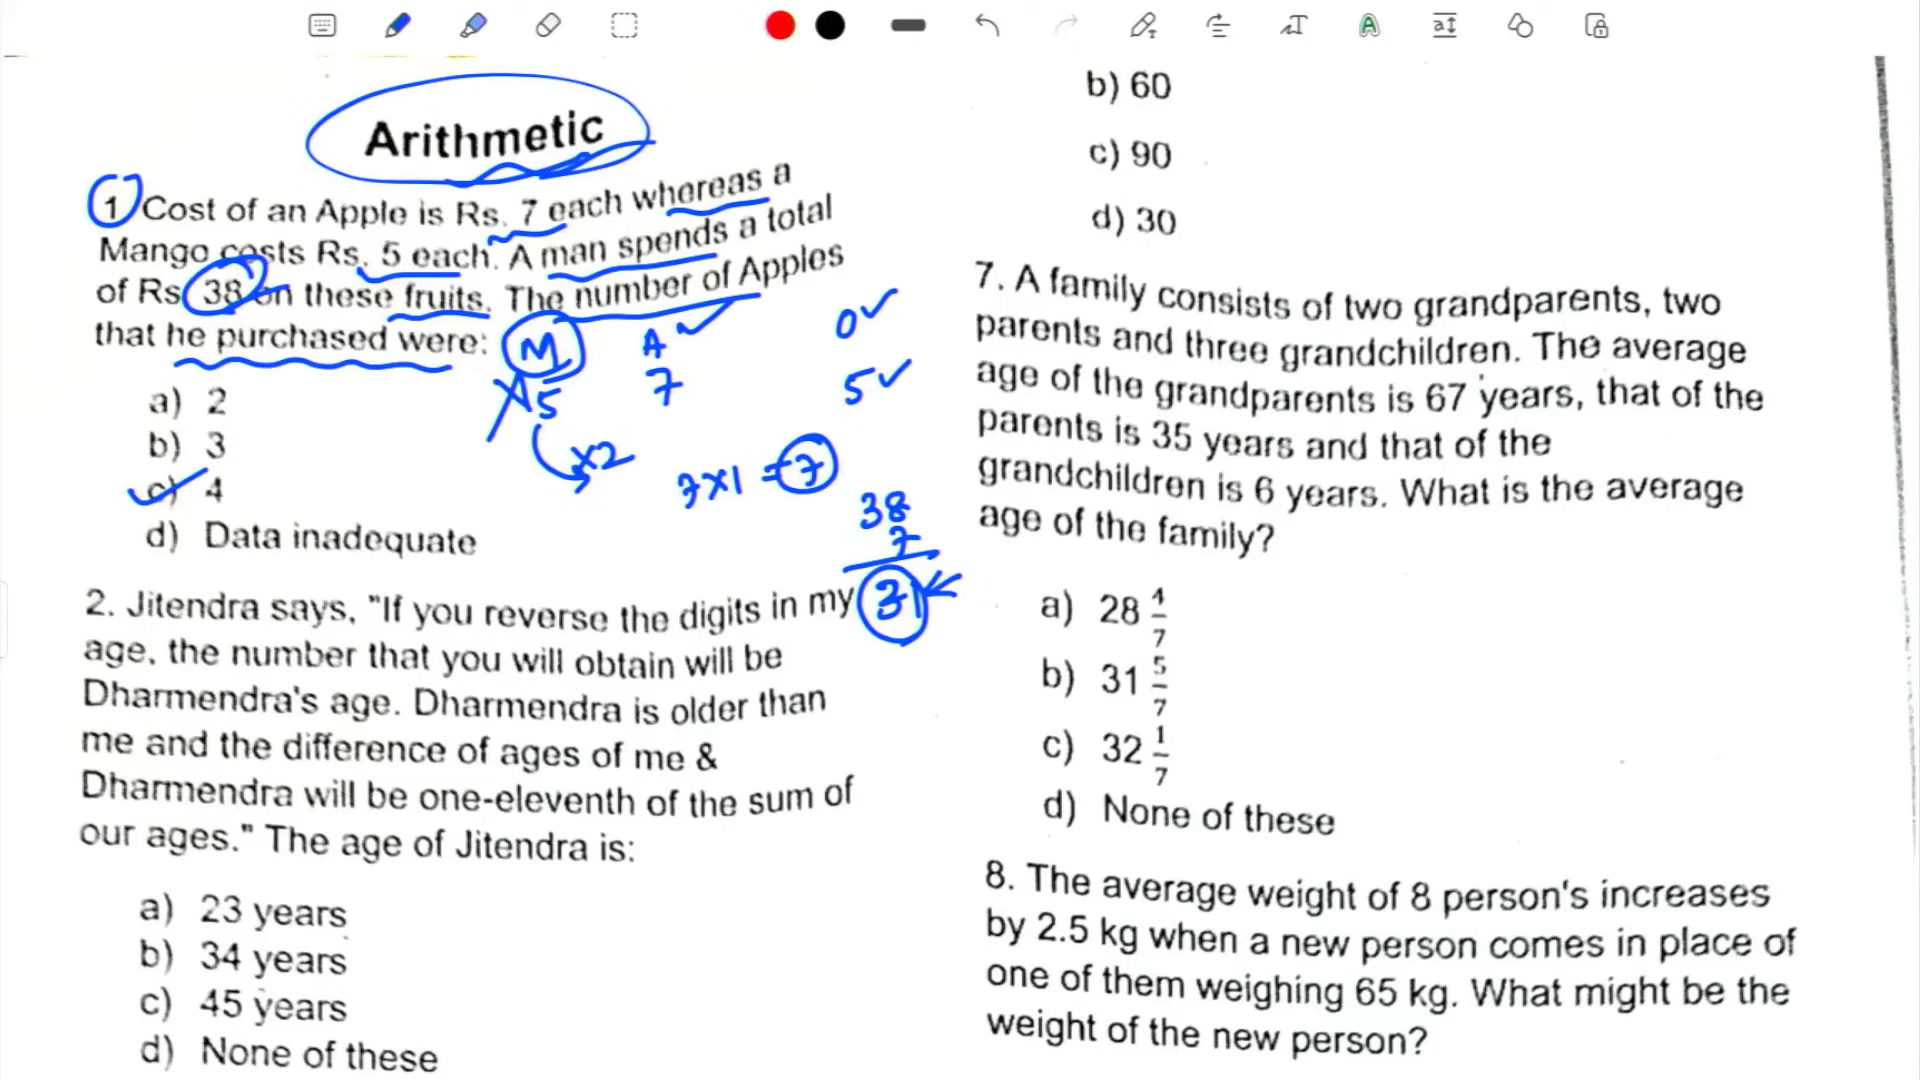 Arithmetic
1 Cost of an Apple is Rs. 7 each whereas a
Mango costs Rs. 5 each. A man spends a total
of Rs 38 on these fruits. The number of Apples
that he purchased were:
M A 0
5 7 5
×2
7×1 = 7
38
7
31
a) 2
b) 3
c) 4
d) Data inadequate
2. Jitendra says, "If you reverse the digits in my
age, the number that you will obtain will be
Dharmendra's age. Dharmendra is older than
me and the difference of ages of me &
Dharmendra will be one-eleventh of the sum of
our ages." The age of Jitendra is:
a) 23 years
b) 34 years
c) 45 years
d) None of these
b) 60
c) 90
d) 30
7. A family consists of two grandparents, two
parents and three grandchildren. The average
age of the grandparents is 67 years, that of the
parents is 35 years and that of the
grandchildren is 6 years. What is the average
age of the family?
a) 28 4/7
b) 31 5/7
c) 32 1/7
d) None of these
8. The average weight of 8 person's increases
by 2.5 kg when a new person comes in place of
one of them weighing 65 kg. What might be the
weight of the new person?